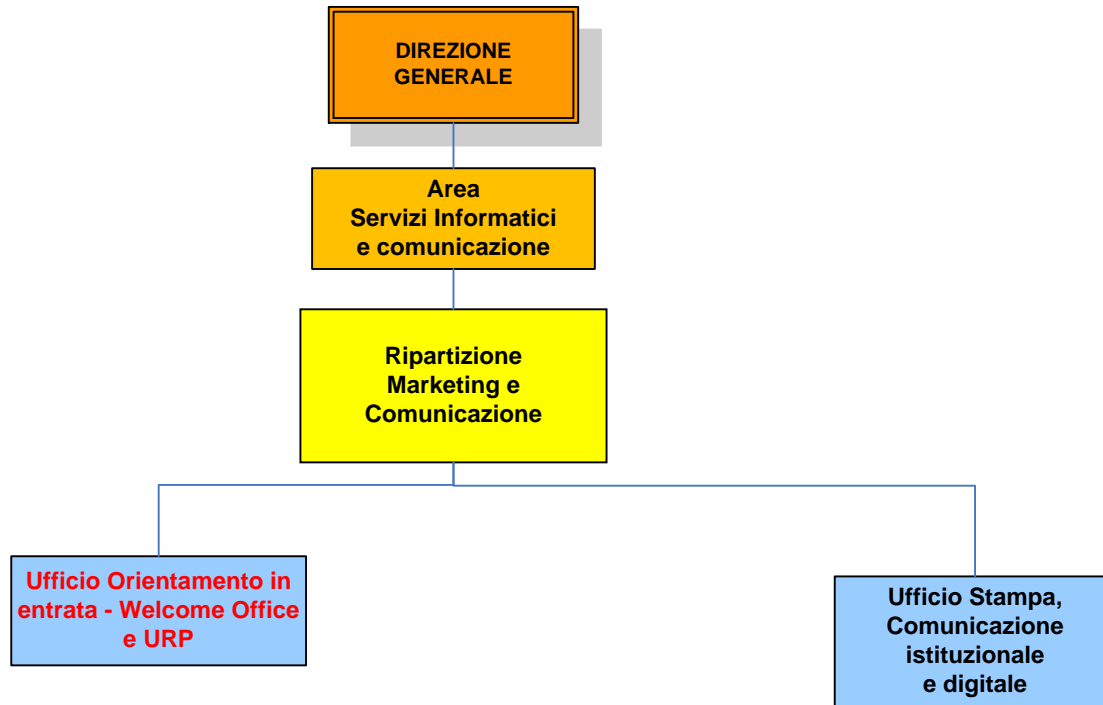 DIREZIONE
GENERALE
Area
Servizi Informatici
e comunicazione
Ripartizione
Marketing e
Comunicazione
Ufficio Orientamento in
entrata - Welcome Office
e URP
Ufficio Stampa,
Comunicazione
istituzionale
e digitale